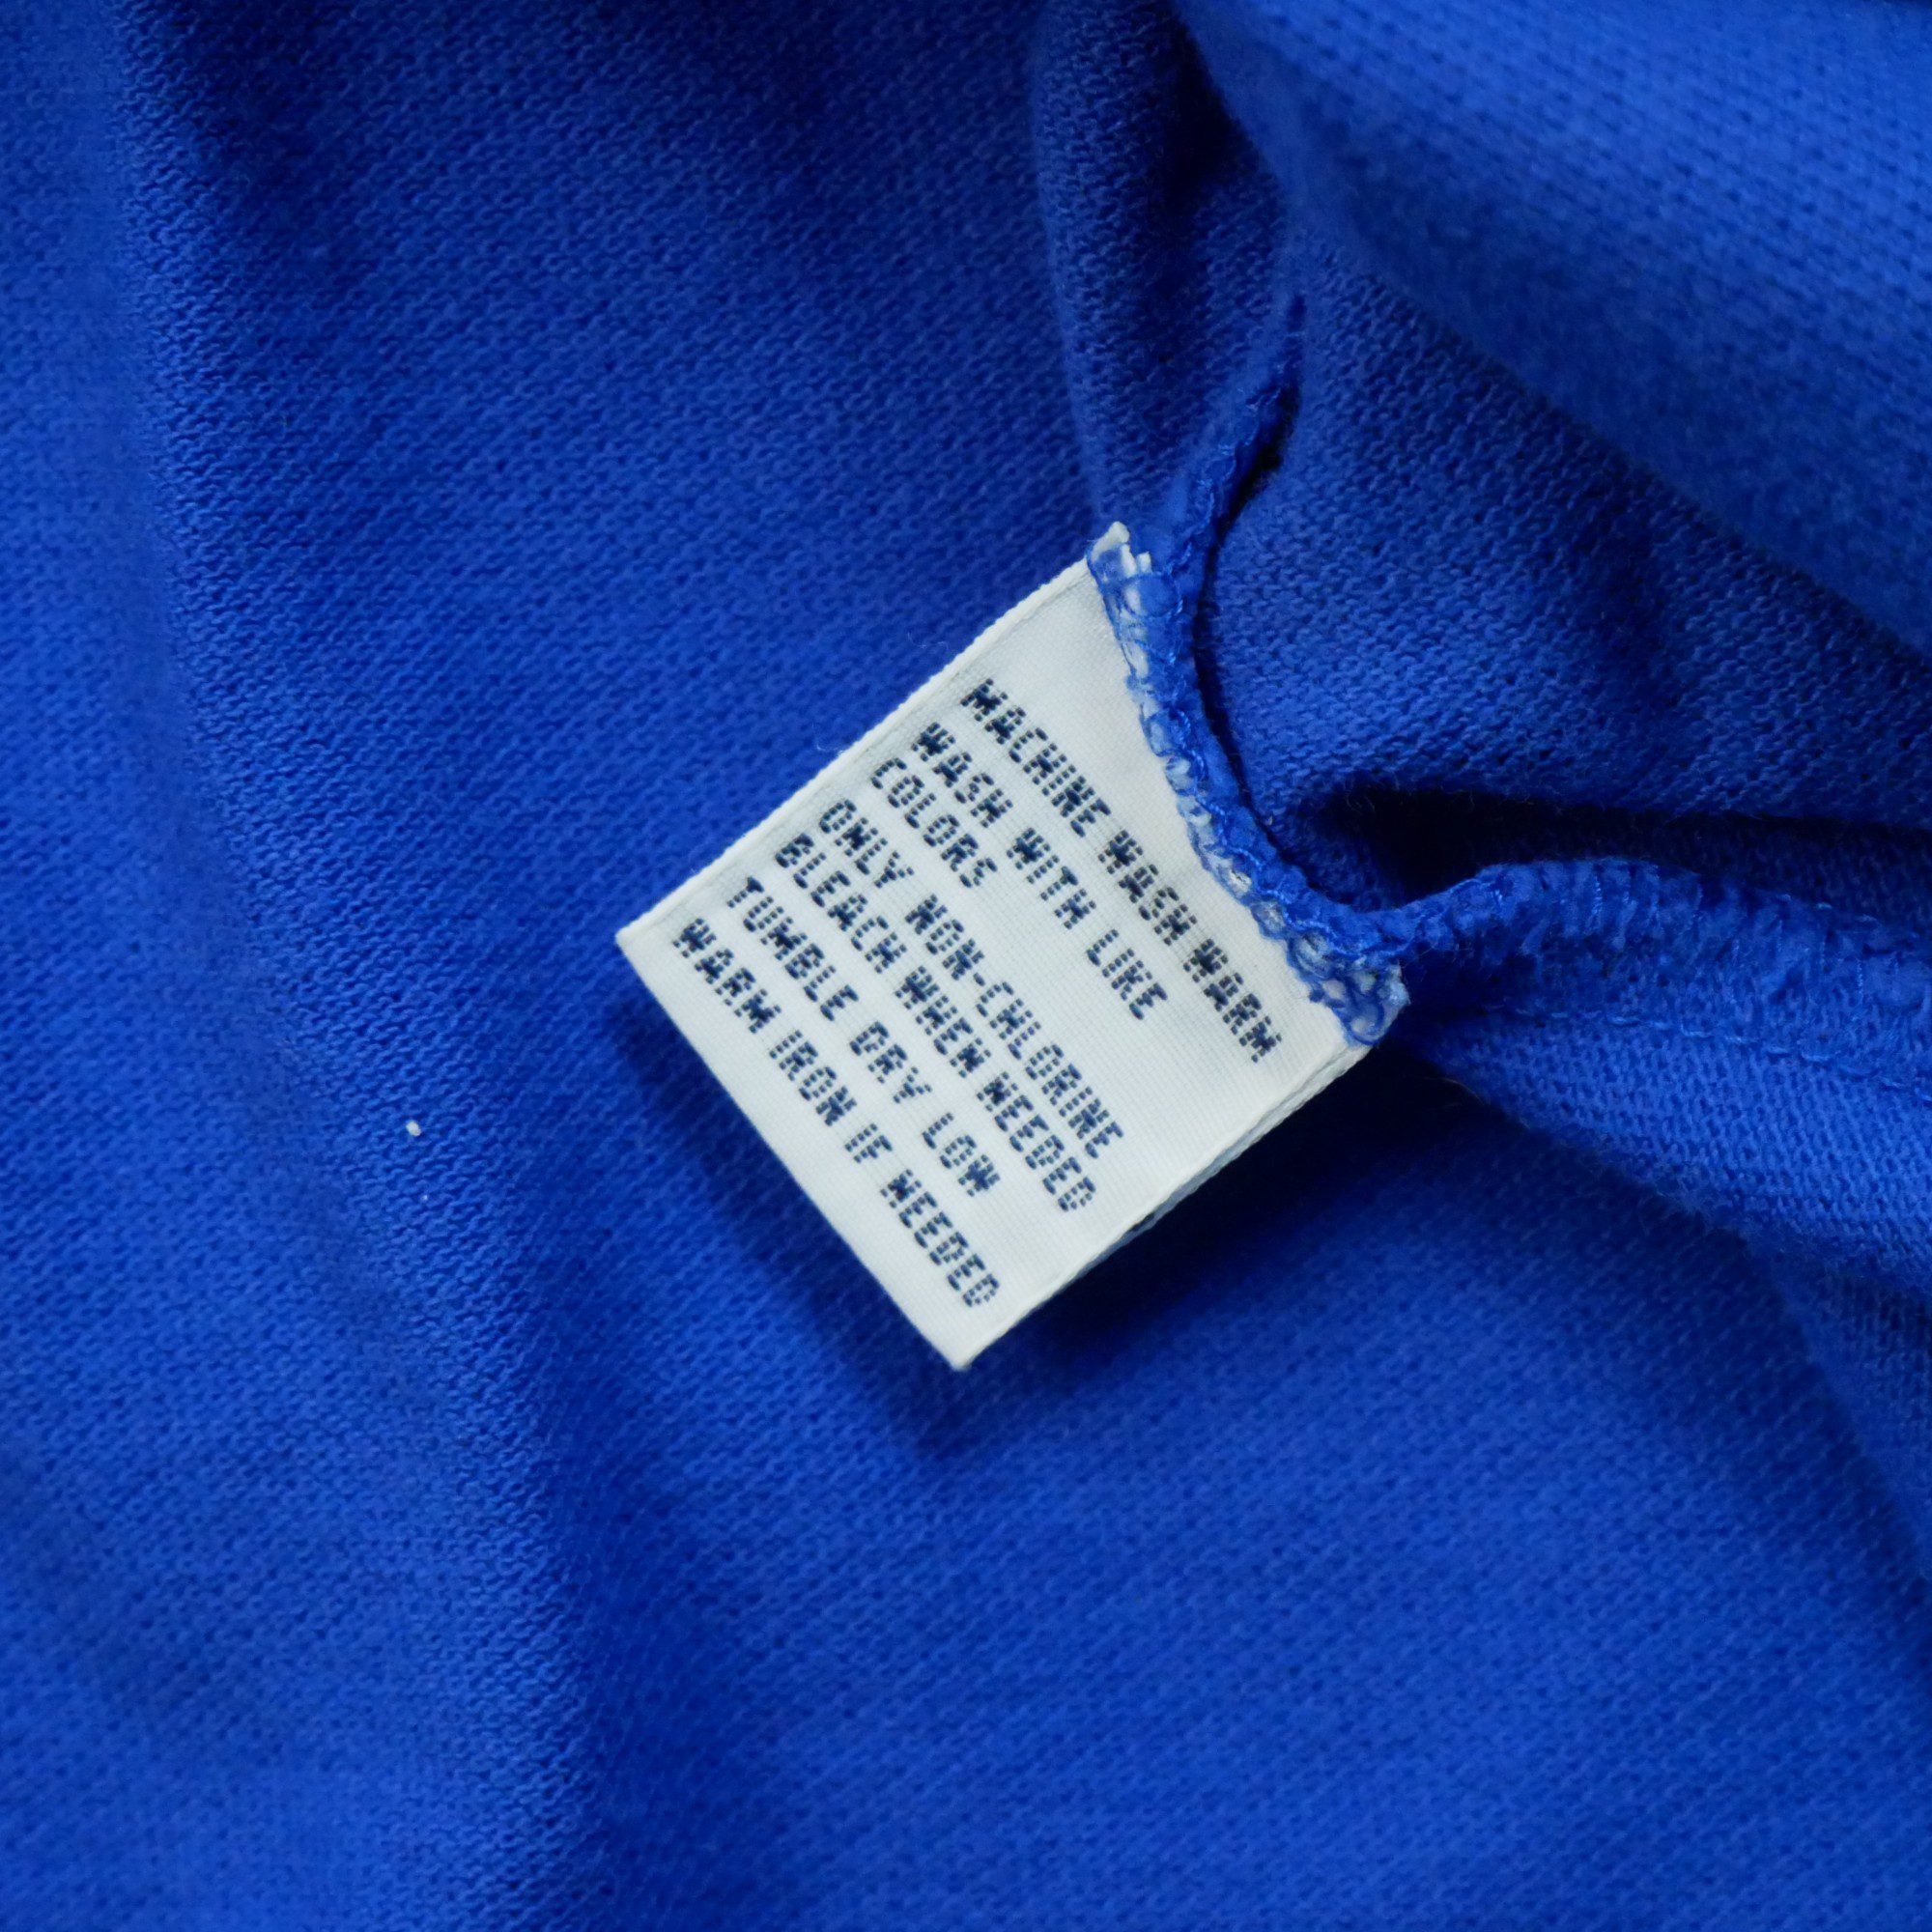 MACHINE WASH WARM
WASH WITH LIKE
COLORS
ONLY NON-CHLORINE
BLEACH WHEN NEEDED
TUMBLE DRY LOW
WARM IRON IF NEEDED